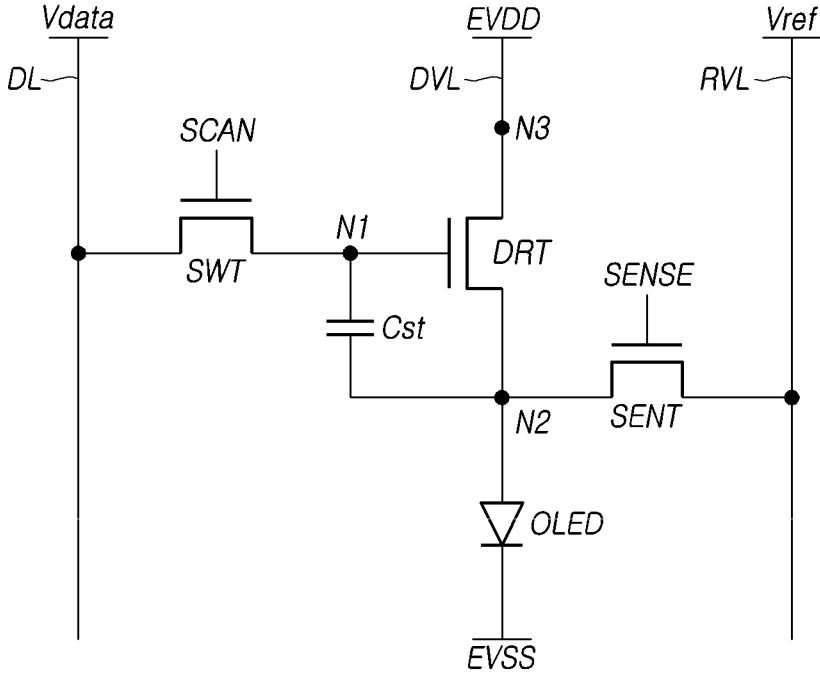 Vdata
EVDD
Vref
DL
DVL
RVL
N3
SCAN
N1
DRT
SWT
SENSE
Cst
N2
SENT
OLED
EVSS